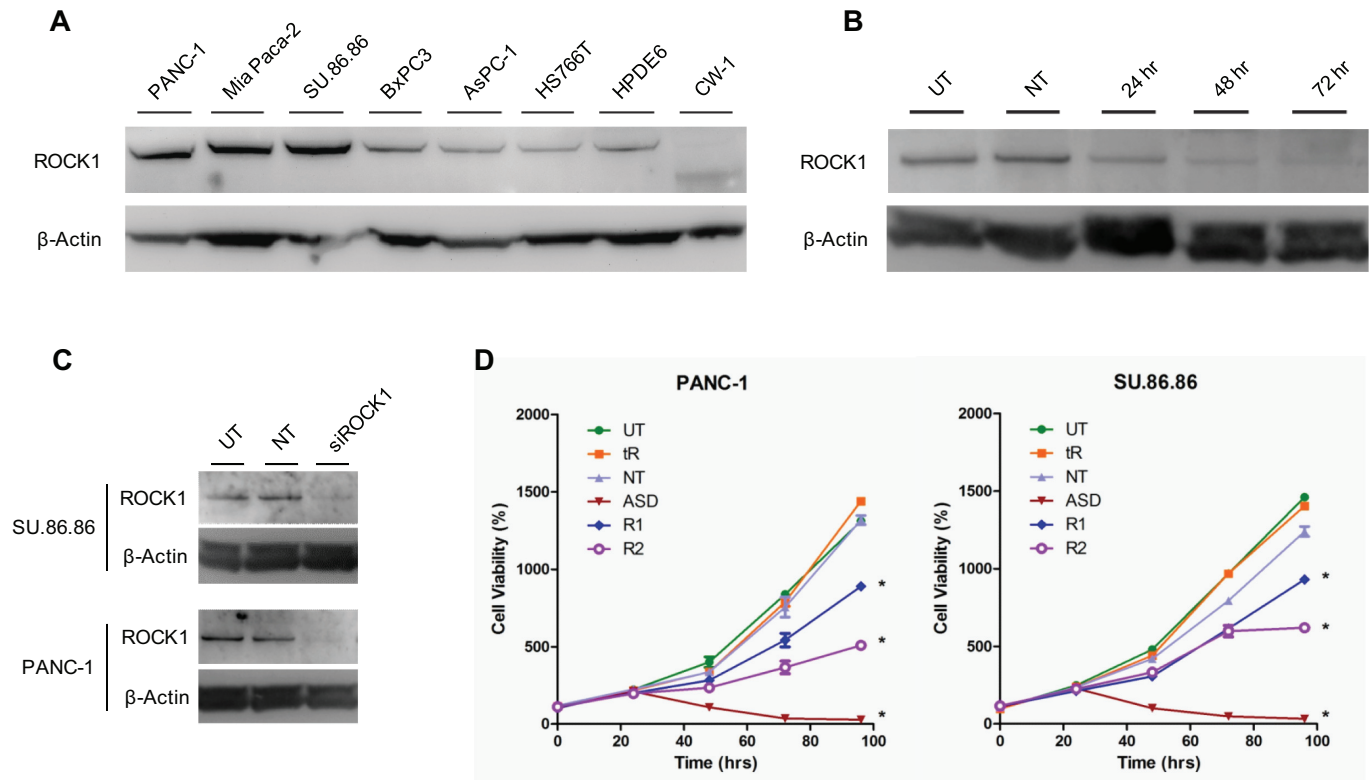 A
PANC-1
Mia Paca-2
SU.86.86
BxPC3
AsPC-1
HS766T
HPDE6
CW-1
ROCK1
β-Actin
B
UT
NT
24 hr
48 hr
72 hr
ROCK1
β-Actin
C
UT
NT
siROCK1
SU.86.86
ROCK1
β-Actin
PANC-1
ROCK1
β-Actin
D
PANC-1
Cell Viability (%)
2000
1500
1000
500
0
UT
tR
NT
ASD
R1
R2
*
*
*
0 20 40 60 80 100
Time (hrs)
SU.86.86
Cell Viability (%)
2000
1500
1000
500
0
UT
tR
NT
ASD
R1
R2
*
*
*
0 20 40 60 80 100
Time (hrs)